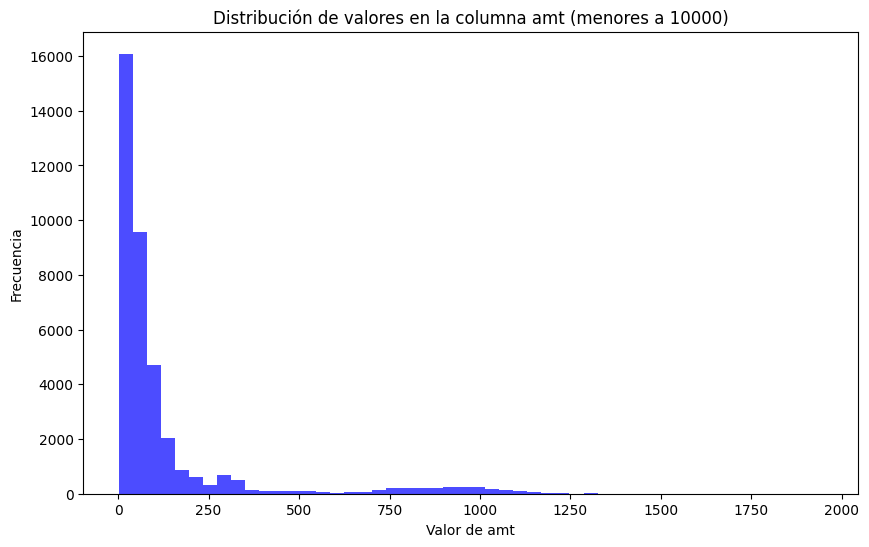 Distribución de valores en la columna amt (menores a 10000)
16000
14000
12000
10000
8000
6000
4000
2000
0
Frecuencia
0 250 500 750 1000 1250 1500 1750 2000
Valor de amt